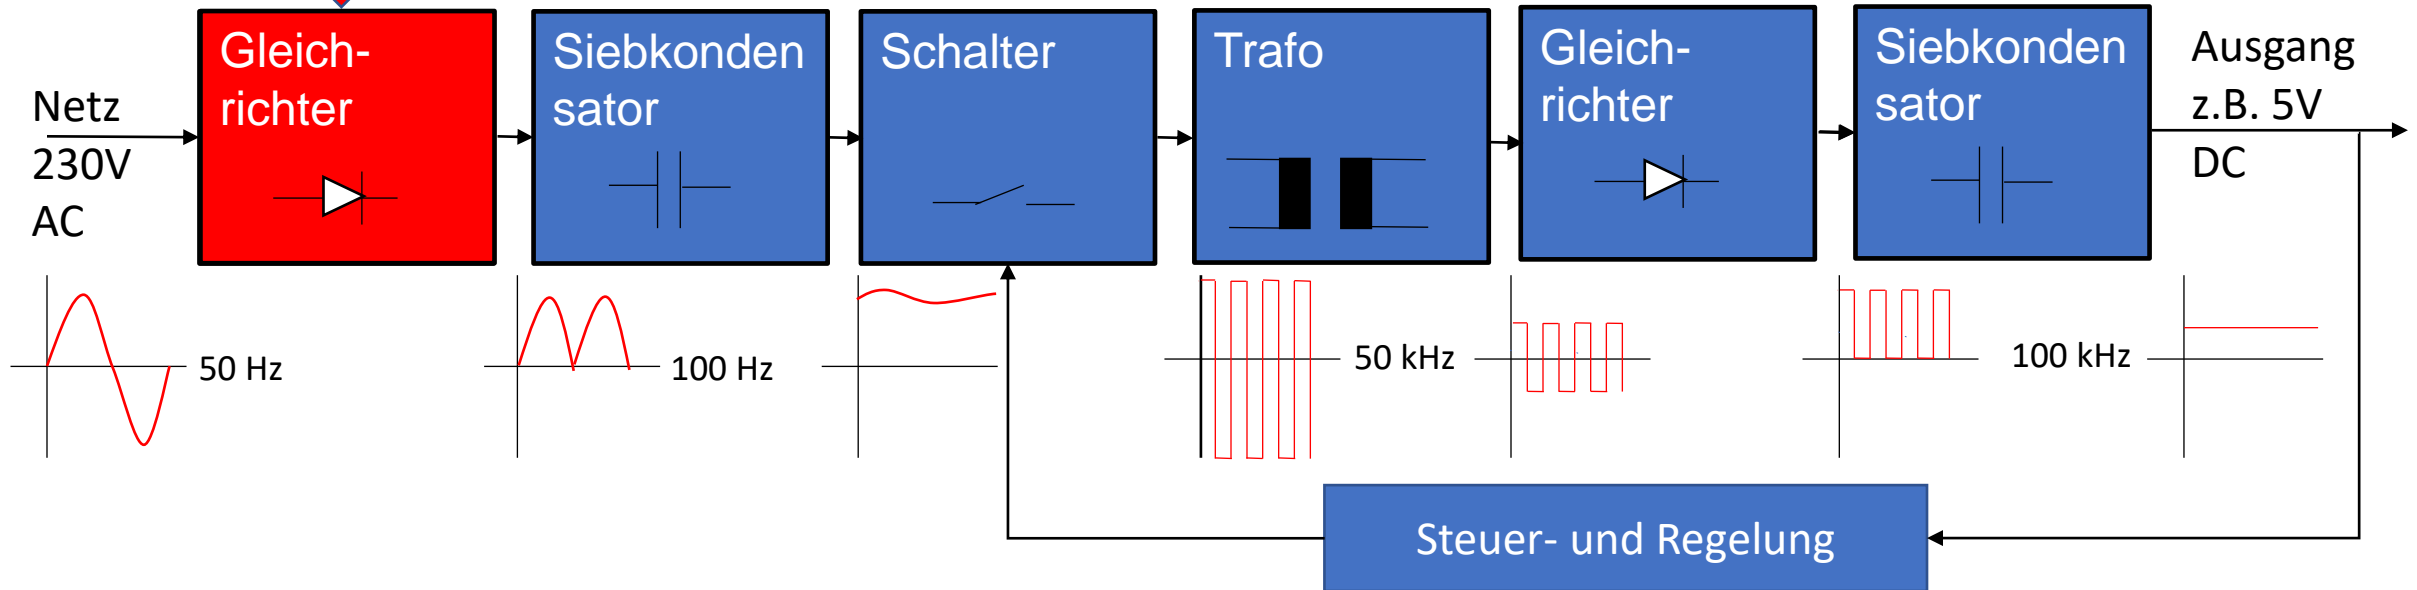 Netz
230V
AC
Gleich-
richter
Siebkonden
sator
Schalter
Trafo
Gleich-
richter
Siebkonden
sator
Ausgang
z.B. 5V
DC
50 Hz
100 Hz
50 kHz
100 kHz
Steuer- und Regelung